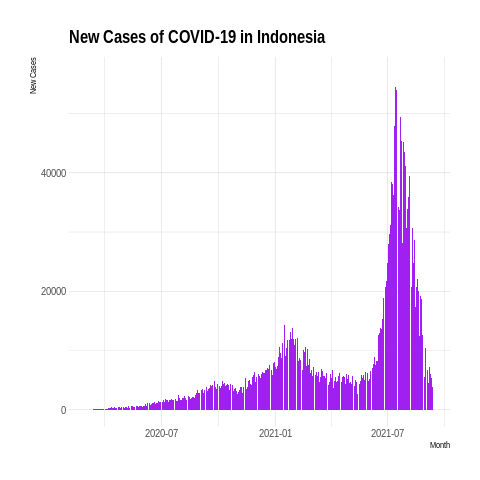 New Cases of COVID-19 in Indonesia
New Cases
40000
20000
0
2020-07
2021-01
2021-07
Month